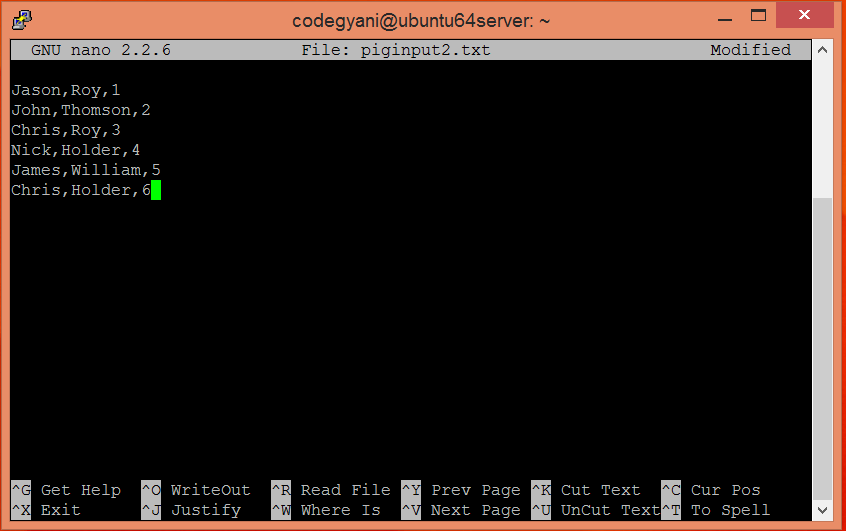 codegyani@ubuntu64server: ~
GNU nano 2.2.6 File: piginput2.txt Modified
Jason,Roy,1
John,Thomson,2
Chris,Roy,3
Nick,Holder,4
James,William,5
Chris,Holder,6
^G Get Help ^O WriteOut ^R Read File ^Y Prev Page ^K Cut Text ^C Cur Pos
^X Exit ^J Justify ^W Where Is ^V Next Page ^U UnCut Text ^T To Spell